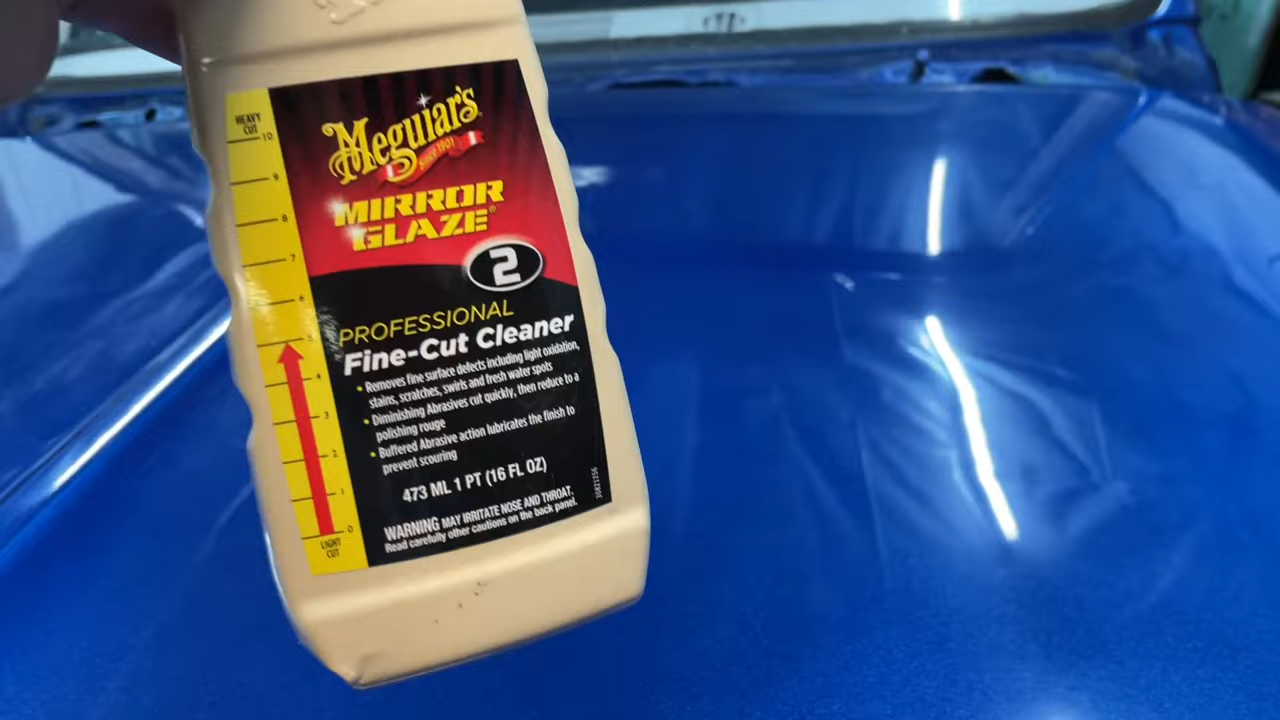 HEAVY
CUT
10
9
8
7
6
5
4
3
2
1
0
LIGHT
CUT
Meguiar's
Since 1901
MIRROR
GLAZE®
2
PROFESSIONAL
Fine-Cut Cleaner
• Removes fine surface defects including light oxidation,
stains, scratches, swirls and fresh water spots
• Diminishing Abrasives cut quickly, then reduce to a
polishing rouge
• Buffered Abrasive action lubricates the finish to
prevent scouring
473 ML 1 PT (16 FL OZ)
WARNING MAY IRRITATE NOSE AND THROAT.
Read carefully other cautions on the back panel.